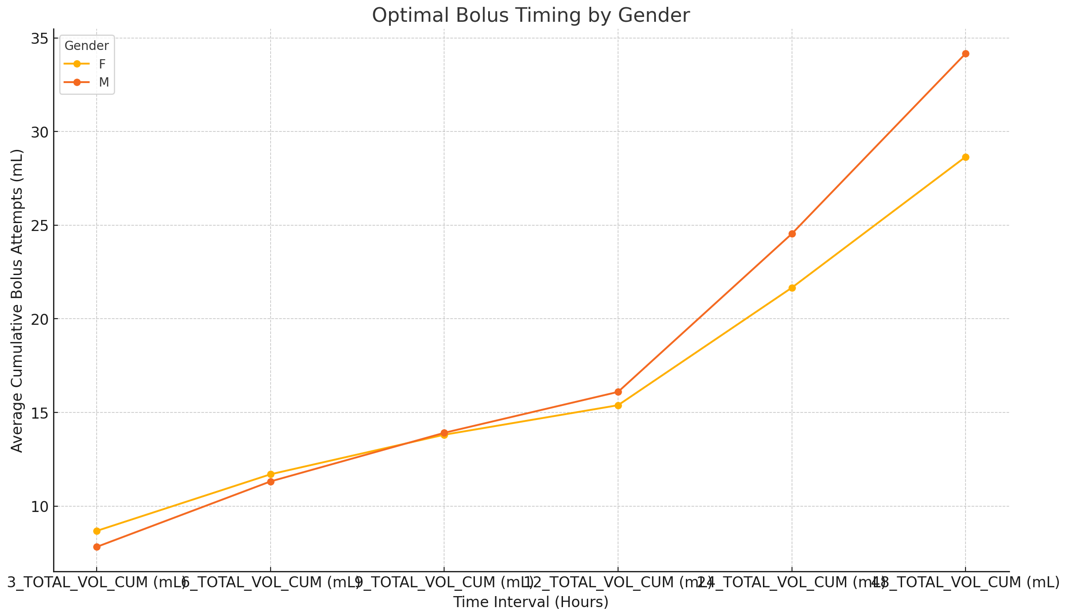 Optimal Bolus Timing by Gender
Gender
F
M
Average Cumulative Bolus Attempts (mL)
35
30
25
20
15
10
3_TOTAL_VOL_CUM (mL)
6_TOTAL_VOL_CUM (mL)
9_TOTAL_VOL_CUM (mL)
12_TOTAL_VOL_CUM (mL)
24_TOTAL_VOL_CUM (mL)
48_TOTAL_VOL_CUM (mL)
Time Interval (Hours)